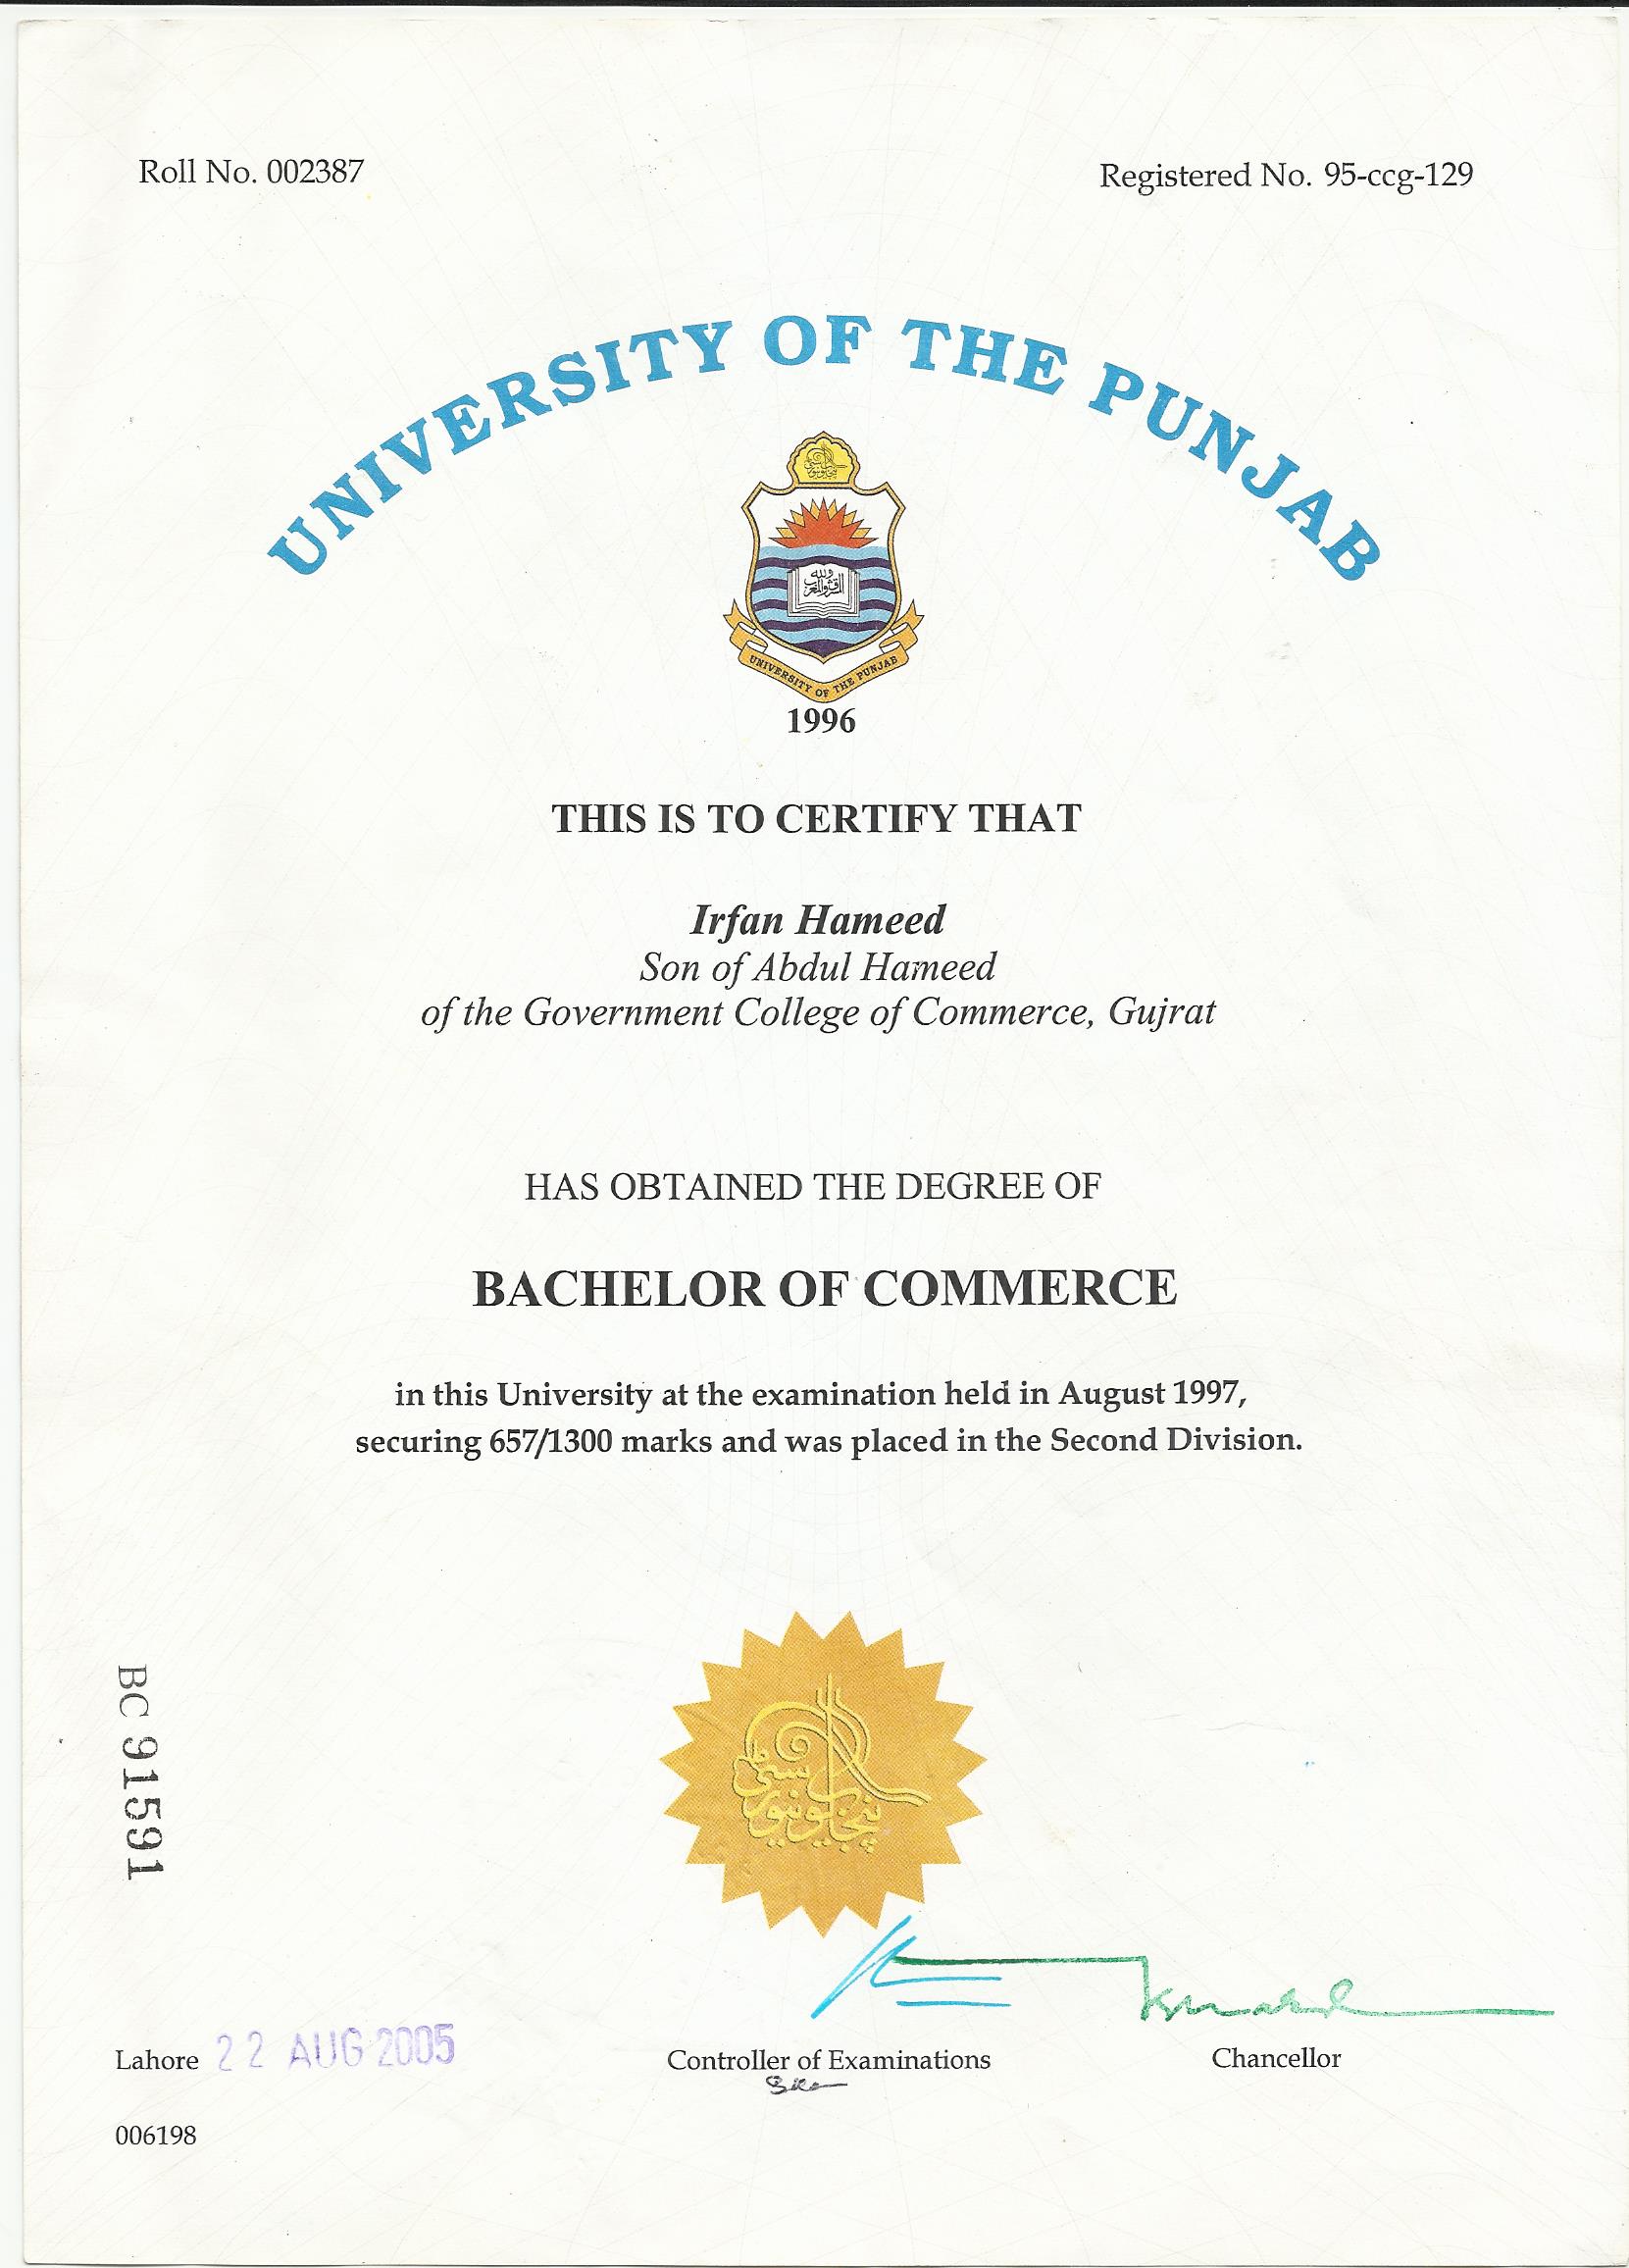 Roll No. 002387
Registered No. 95-ccg-129
UNIVERSITY OF THE PUNJAB
وللہ المشرق والمغرب
UNIVERSITY OF THE PUNJAB
1996
THIS IS TO CERTIFY THAT
Irfan Hameed
Son of Abdul Hameed
of the Government College of Commerce, Gujrat
HAS OBTAINED THE DEGREE OF
BACHELOR OF COMMERCE
in this University at the examination held in August 1997,
securing 657/1300 marks and was placed in the Second Division.
BC 91591
پنجاب یونیورسٹی
Lahore 22 AUG 2005
Controller of Examinations
Chancellor
006198